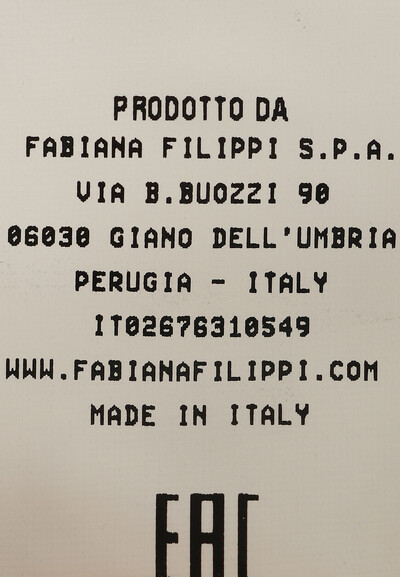 PRODOTTO DA
FABIANA FILIPPI S.P.A.
VIA B.BUOZZI 90
06030 GIANO DELL'UMBRIA
PERUGIA - ITALY
IT02676310549
WWW.FABIANAFILIPPI.COM
MADE IN ITALY
EAC